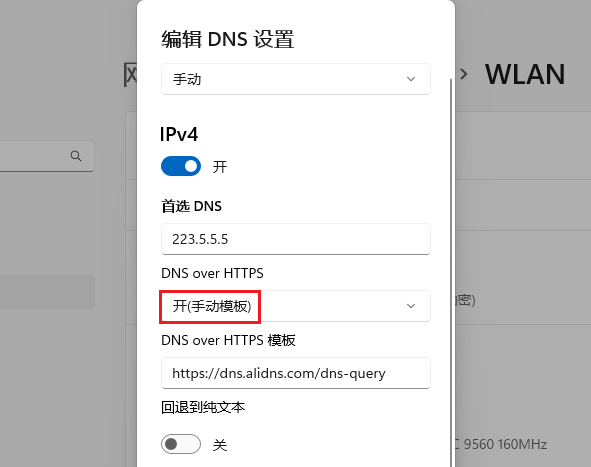 编辑 DNS 设置
网
> WLAN
手动
IPv4
开
首选 DNS
223.5.5.5
DNS over HTTPS
开(手动模板)
密)
DNS over HTTPS 模板
https://dns.alidns.com/dns-query
回退到纯文本
关
C 9560 160MHz